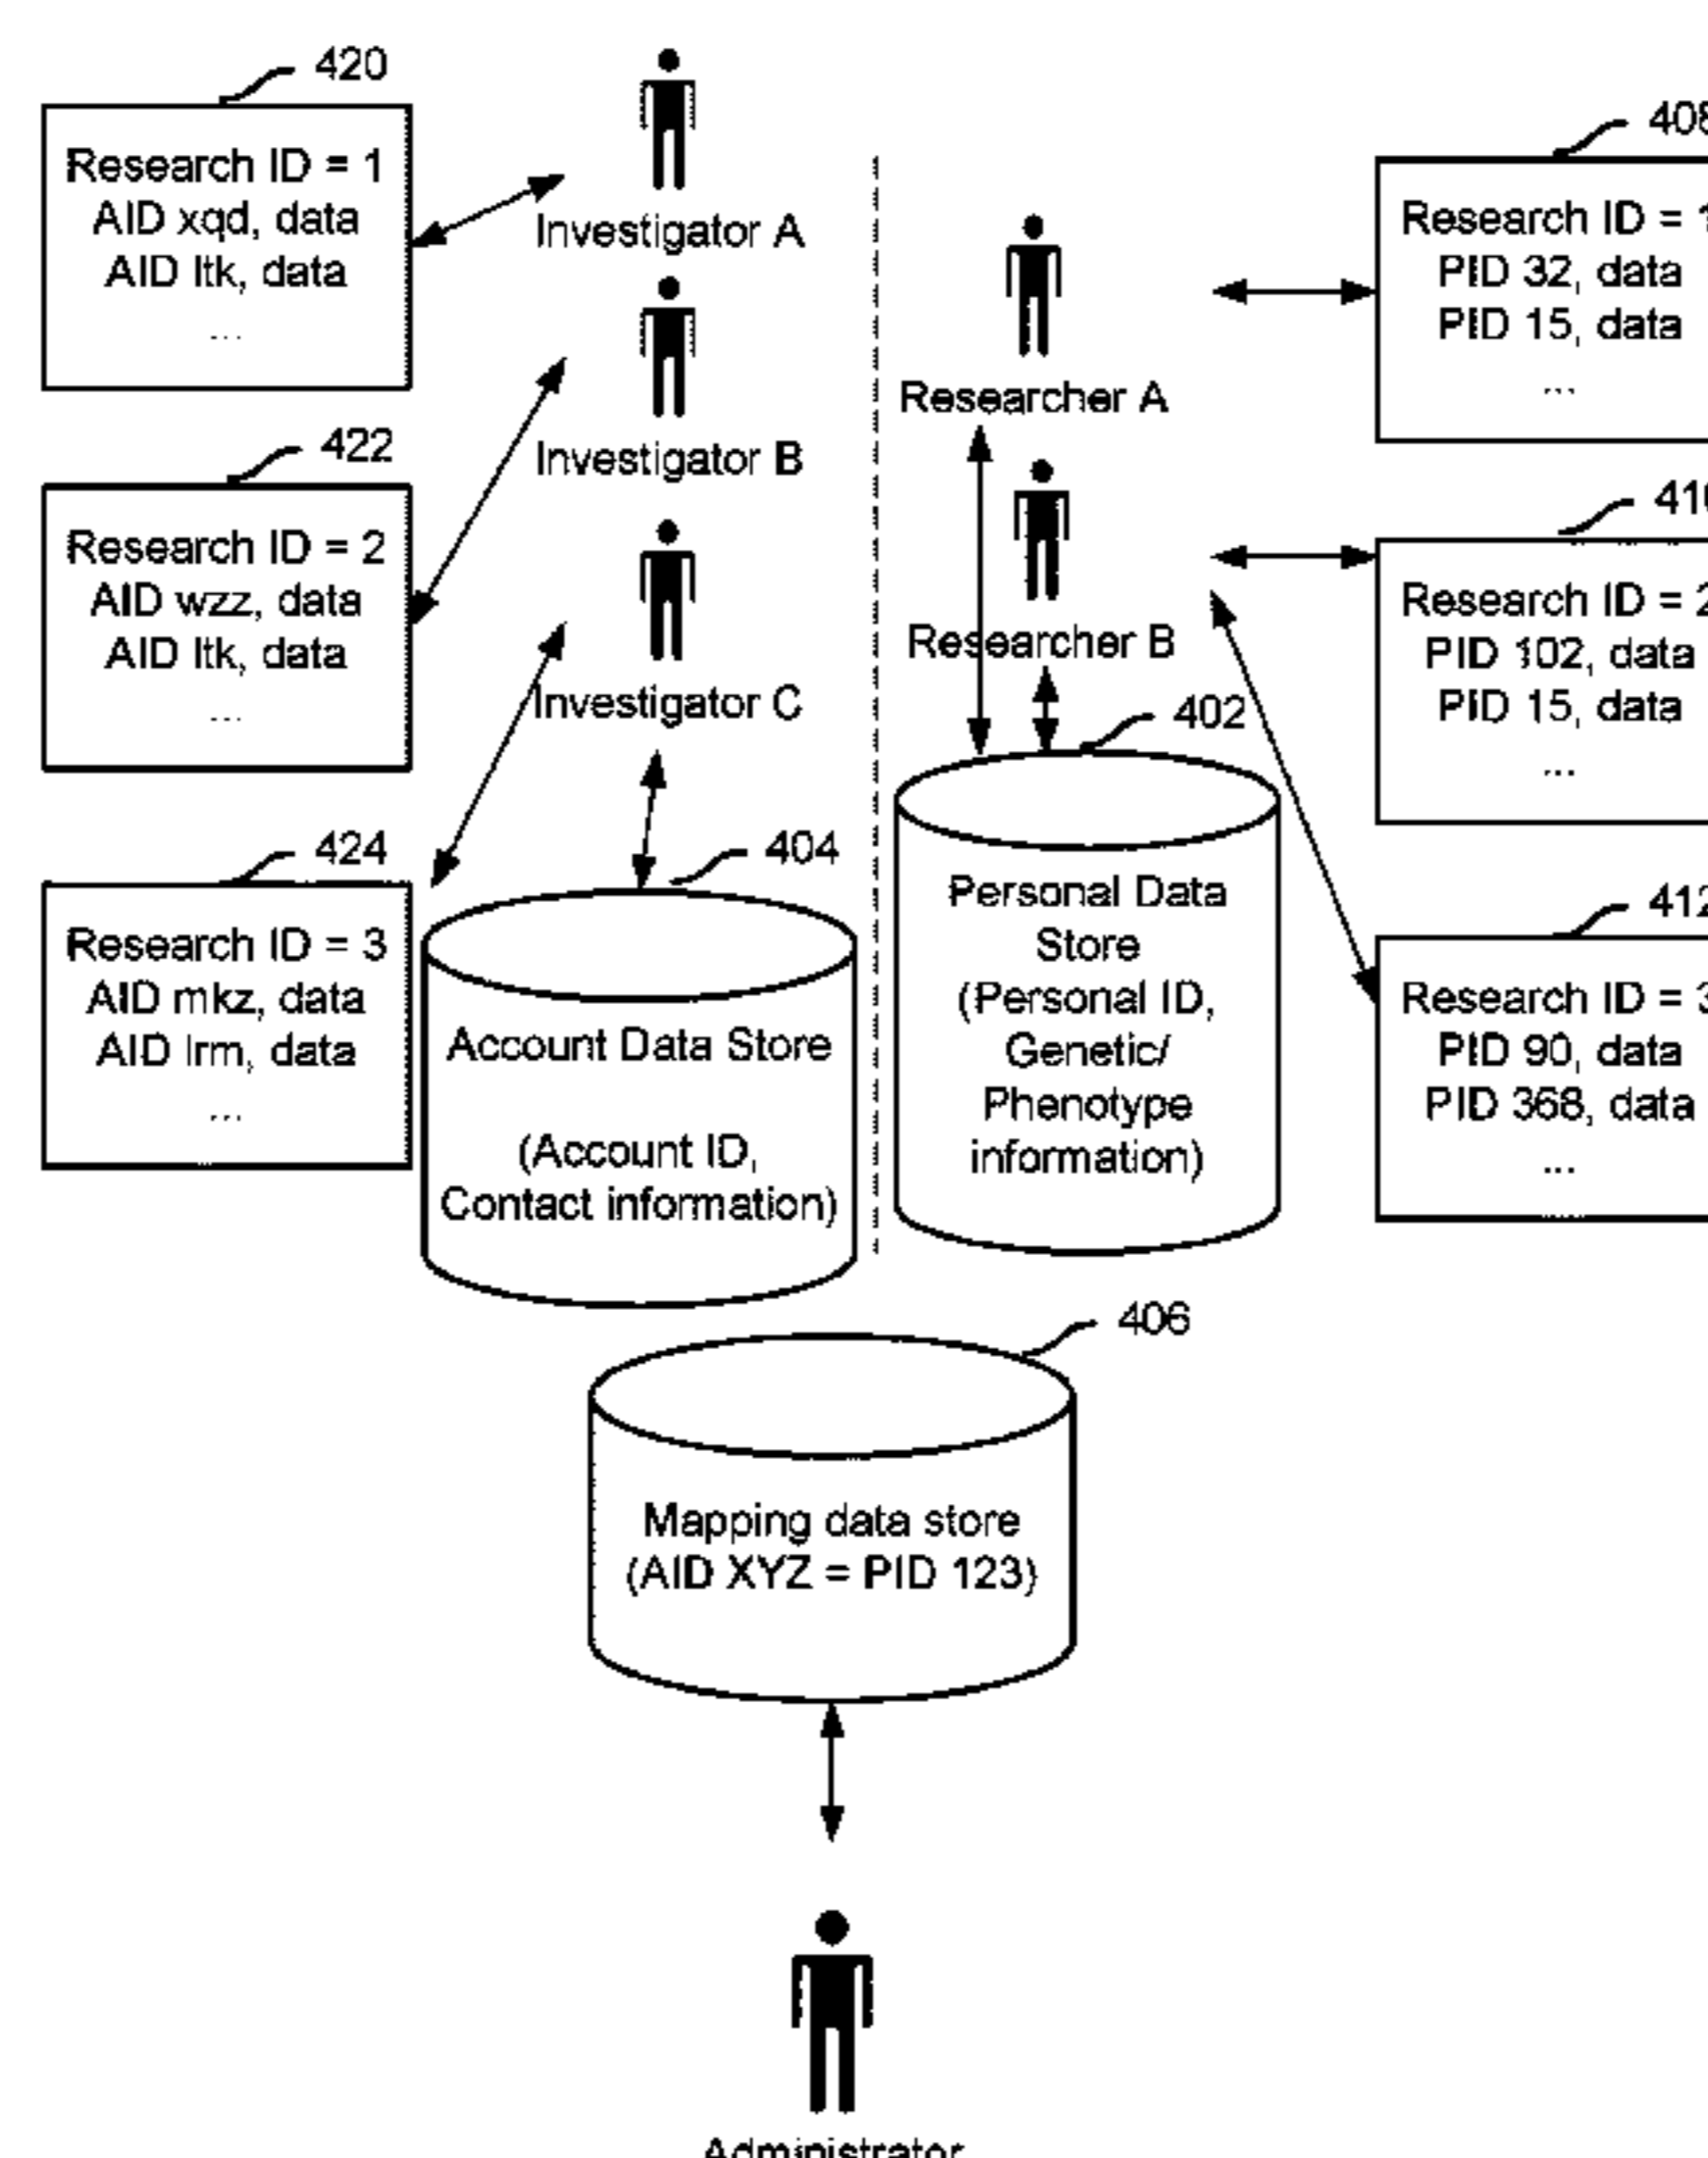 420
Research ID = 1
AID xqd, data
AID ltk, data
...
Investigator A
422
Research ID = 2
AID wzz, data
AID ltk, data
...
Investigator B
424
Research ID = 3
AID mkz, data
AID lrm, data
...
Investigator C
404
Account Data Store
(Account ID,
Contact information)
Researcher A
Researcher B
402
Personal Data
Store
(Personal ID,
Genetic/
Phenotype
information)
408
Research ID = 1
PID 32, data
PID 15, data
...
410
Research ID = 2
PID 102, data
PID 15, data
...
412
Research ID = 3
PID 90, data
PID 368, data
...
406
Mapping data store
(AID XYZ = PID 123)
Administrator